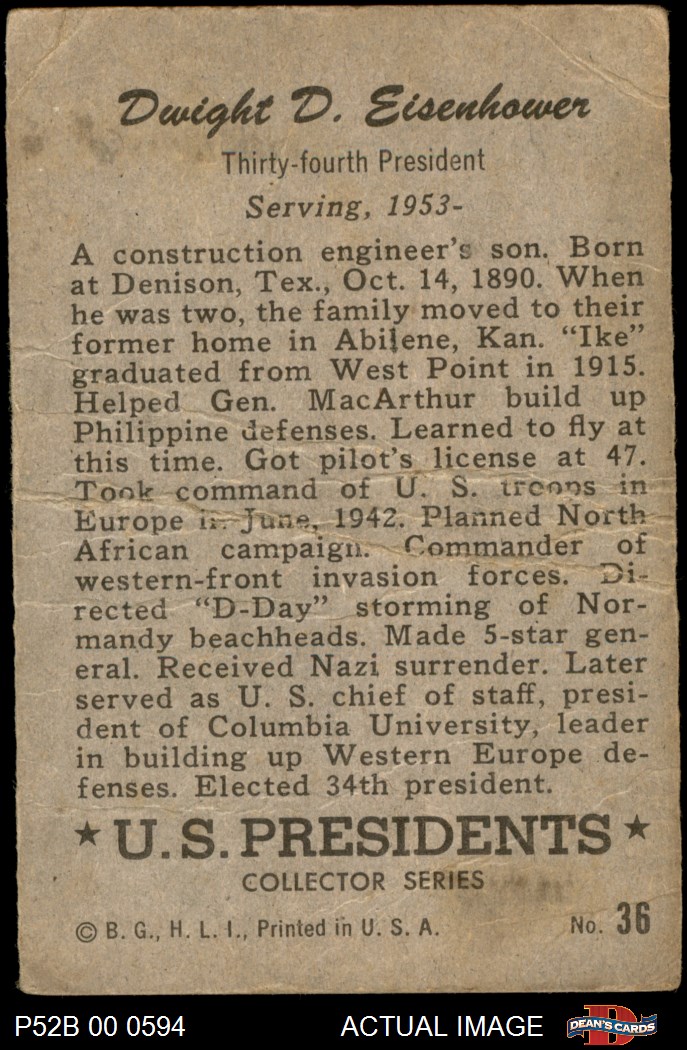 Dwight D. Eisenhower
Thirty-fourth President
Serving, 1953-
A construction engineer's son. Born
at Denison, Tex., Oct. 14, 1890. When
he was two, the family moved to their
former home in Abilene, Kan. "Ike"
graduated from West Point in 1915.
Helped Gen. MacArthur build up
Philippine defenses. Learned to fly at
this time. Got pilot's license at 47.
Took command of U. S. troops in
Europe in June, 1942. Planned North
African campaign. Commander of
western-front invasion forces. Di-
rected "D-Day" storming of Nor-
mandy beachheads. Made 5-star gen-
eral. Received Nazi surrender. Later
served as U. S. chief of staff, presi-
dent of Columbia University, leader
in building up Western Europe de-
fenses. Elected 34th president.
★ U.S. PRESIDENTS ★
COLLECTOR SERIES
© B. G., H. L. I., Printed in U. S. A. No. 36
P52B 00 0594 ACTUAL IMAGE D DEAN'S CARDS